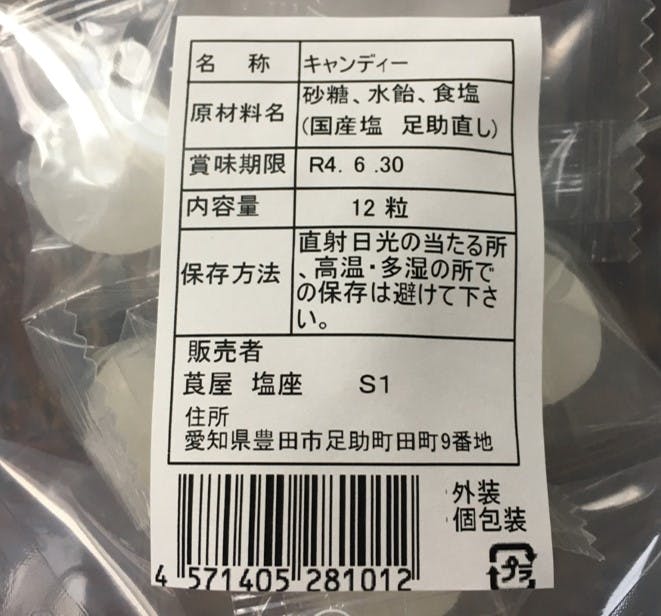 名 称 キャンディー
原材料名 砂糖、水飴、食塩
(国産塩 足助直し)
賞味期限 R4. 6 .30
内容量 12 粒
保存方法 直射日光の当たる所
、高温・多湿の所で
の保存は避けて下さ
い。
販売者
莨屋 塩座 S1
住所
愛知県豊田市足助町田町9番地
外装
個包装
プラ
4 571405 281012